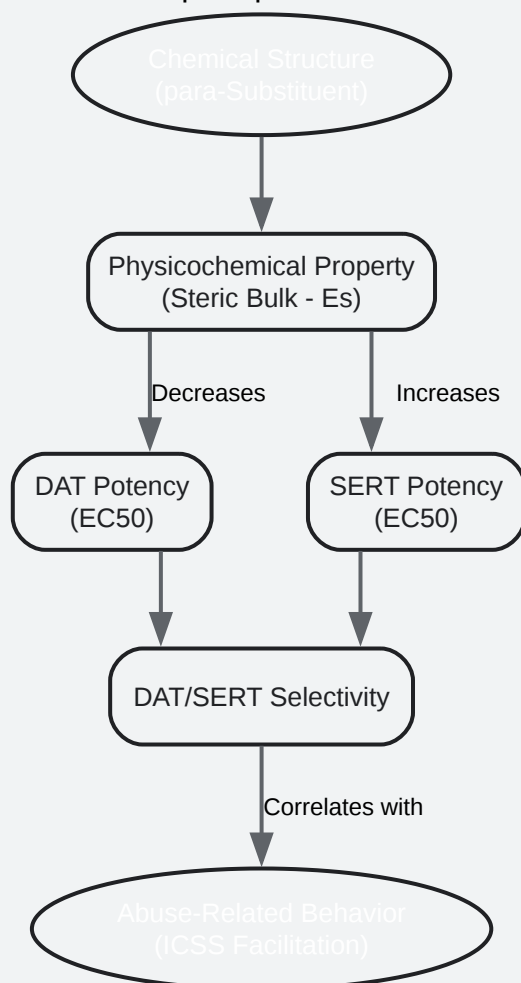 Chemical Structure
(para-Substituent)
Physicochemical Property
(Steric Bulk - Es)
Decreases
Increases
DAT Potency
(EC50)
SERT Potency
(EC50)
DAT/SERT Selectivity
Correlates with
Abuse-Related Behavior
(ICSS Facilitation)